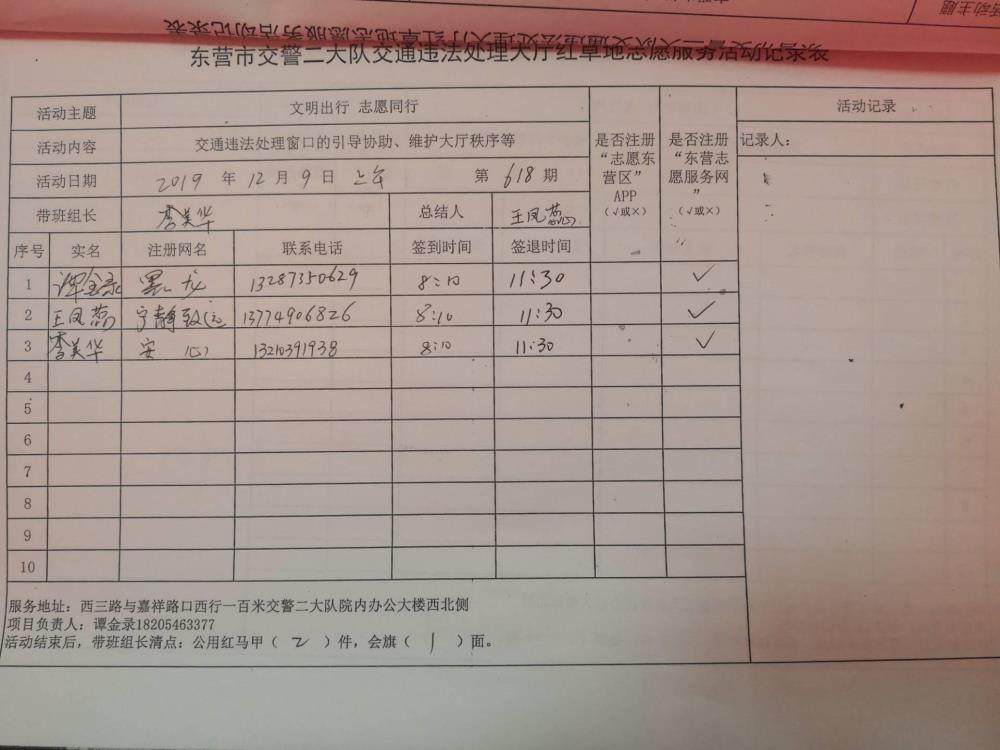 东营市交警二大队交通违法处理大厅红草地志愿服务活动记录表
活动主题 文明出行 志愿同行
活动内容 交通违法处理窗口的引导协助、维护大厅秩序等
活动日期 2019 年 12 月 9 日 上午 第 618 期
带班组长 李美华 总结人 王凤蕊
是否注册“志愿东营区”APP(√或×)
是否注册“东营志愿服务网”(√或×)
活动记录
记录人:
序号 实名 注册网名 联系电话 签到时间 签退时间
1 谭金录 13287350629 8:10 11:30 ✓
2 王凤蕊 宁静致远 13774906826 8:10 11:30 ✓
3 李美华 安心 13210391938 8:10 11:30 ✓
4
5
6
7
8
9
10
服务地址:西三路与嘉祥路口西行一百米交警二大队院内办公大楼西北侧
项目负责人:谭金录18205463377
活动结束后,带班组长清点:公用红马甲( 2 )件,会旗( 1 )面。